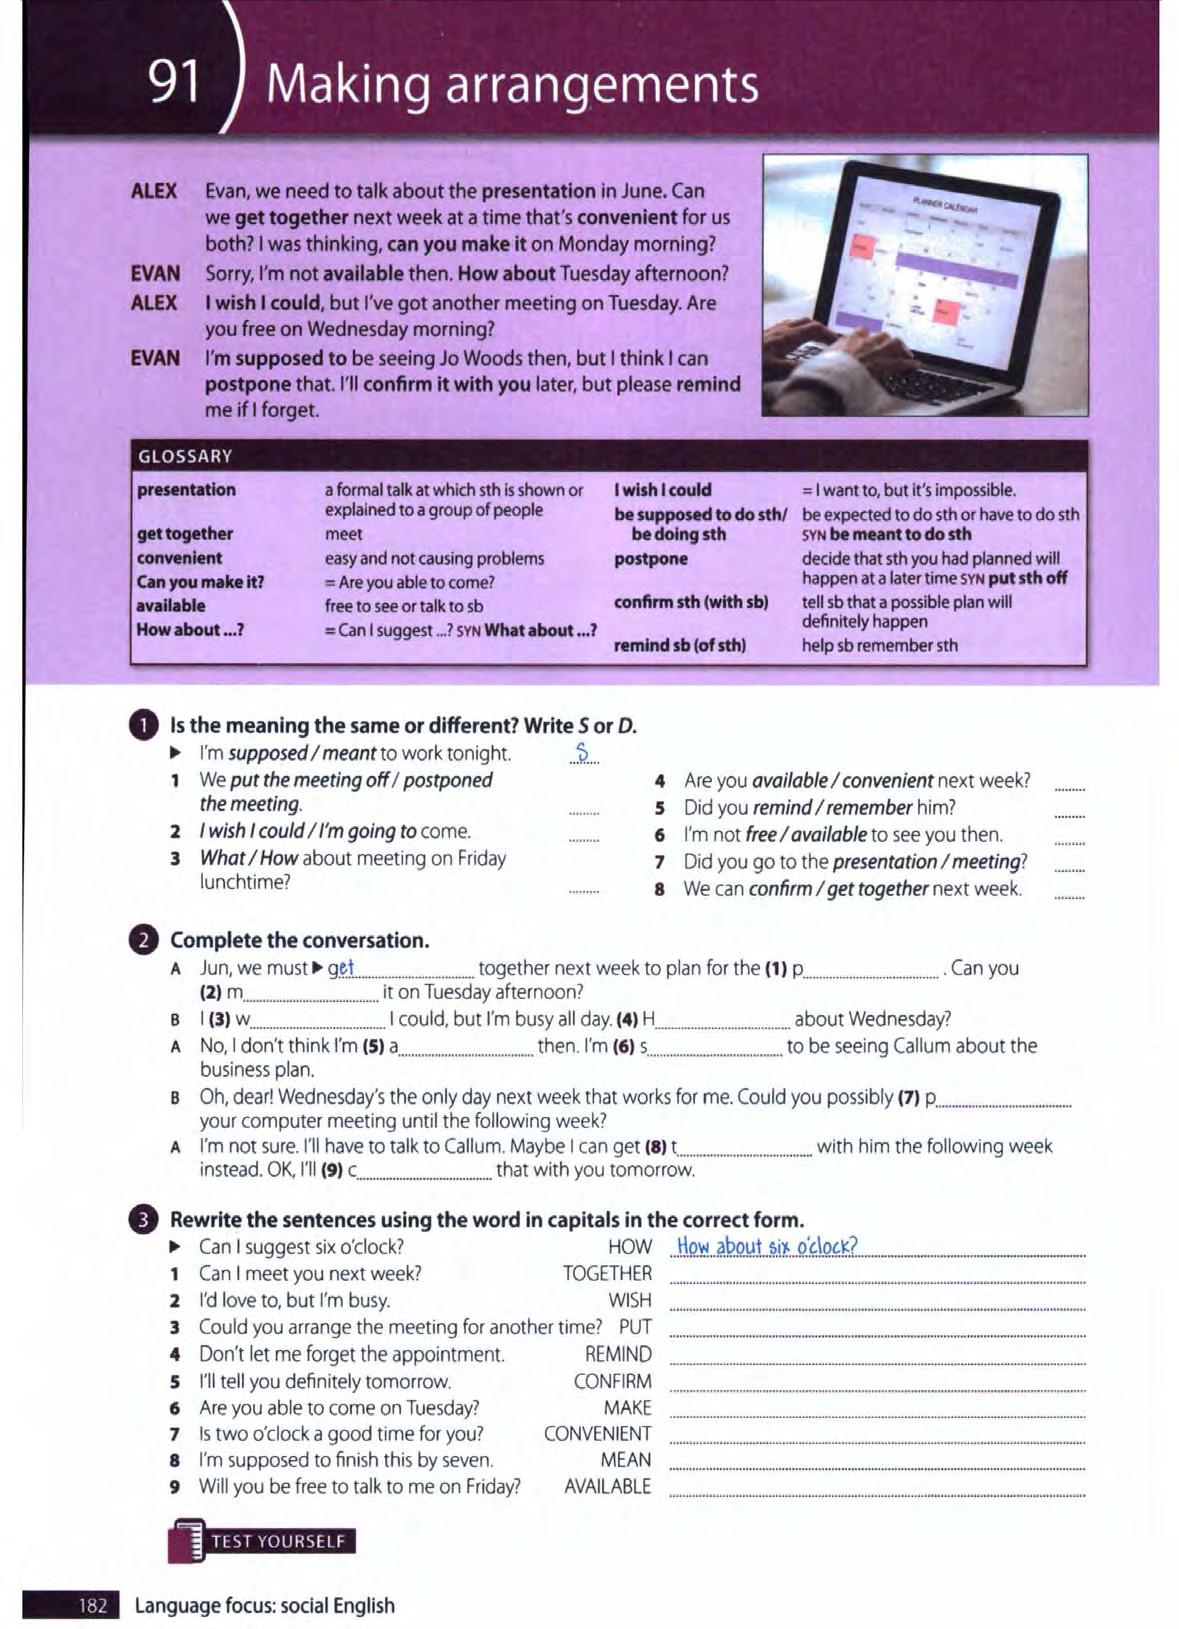 91 Making arrangements
ALEX Evan, we need to talk about the presentation in June. Can
we get together next week at a time that's convenient for us
both? I was thinking, can you make it on Monday morning?
EVAN Sorry, I'm not available then. How about Tuesday afternoon?
ALEX I wish I could, but I've got another meeting on Tuesday. Are
you free on Wednesday morning?
EVAN I'm supposed to be seeing Jo Woods then, but I think I can
postpone that. I'll confirm it with you later, but please remind
me if I forget.
PLANNER CALENDAR
GLOSSARY
presentation a formal talk at which sth is shown or
explained to a group of people
get together meet
convenient easy and not causing problems
Can you make it? = Are you able to come?
available free to see or talk to sb
How about ...? = Can I suggest ...? SYN What about ...?
I wish I could = I want to, but it's impossible.
be supposed to do sth/ be expected to do sth or have to do sth
be doing sth SYN be meant to do sth
postpone decide that sth you had planned will
happen at a later time SYN put sth off
confirm sth (with sb) tell sb that a possible plan will
definitely happen
remind sb (of sth) help sb remember sth
1 Is the meaning the same or different? Write S or D.
► I'm supposed / meant to work tonight. S
1 We put the meeting off / postponed
the meeting. ........
2 I wish I could / I'm going to come. ........
3 What / How about meeting on Friday
lunchtime? ........
4 Are you available / convenient next week? ........
5 Did you remind / remember him? ........
6 I'm not free / available to see you then. ........
7 Did you go to the presentation / meeting? ........
8 We can confirm / get together next week. ........
2 Complete the conversation.
A Jun, we must ► get........ together next week to plan for the (1) p........ . Can you
(2) m........ it on Tuesday afternoon?
B I (3) w........ I could, but I'm busy all day. (4) H........ about Wednesday?
A No, I don't think I'm (5) a........ then. I'm (6) s........ to be seeing Callum about the
business plan.
B Oh, dear! Wednesday's the only day next week that works for me. Could you possibly (7) p........
your computer meeting until the following week?
A I'm not sure. I'll have to talk to Callum. Maybe I can get (8) t........ with him the following week
instead. OK, I'll (9) c........ that with you tomorrow.
3 Rewrite the sentences using the word in capitals in the correct form.
► Can I suggest six o'clock? HOW How about six o'clock?
1 Can I meet you next week? TOGETHER ........
2 I'd love to, but I'm busy. WISH ........
3 Could you arrange the meeting for another time? PUT ........
4 Don't let me forget the appointment. REMIND ........
5 I'll tell you definitely tomorrow. CONFIRM ........
6 Are you able to come on Tuesday? MAKE ........
7 Is two o'clock a good time for you? CONVENIENT ........
8 I'm supposed to finish this by seven. MEAN ........
9 Will you be free to talk to me on Friday? AVAILABLE ........
TEST YOURSELF
182 Language focus: social English